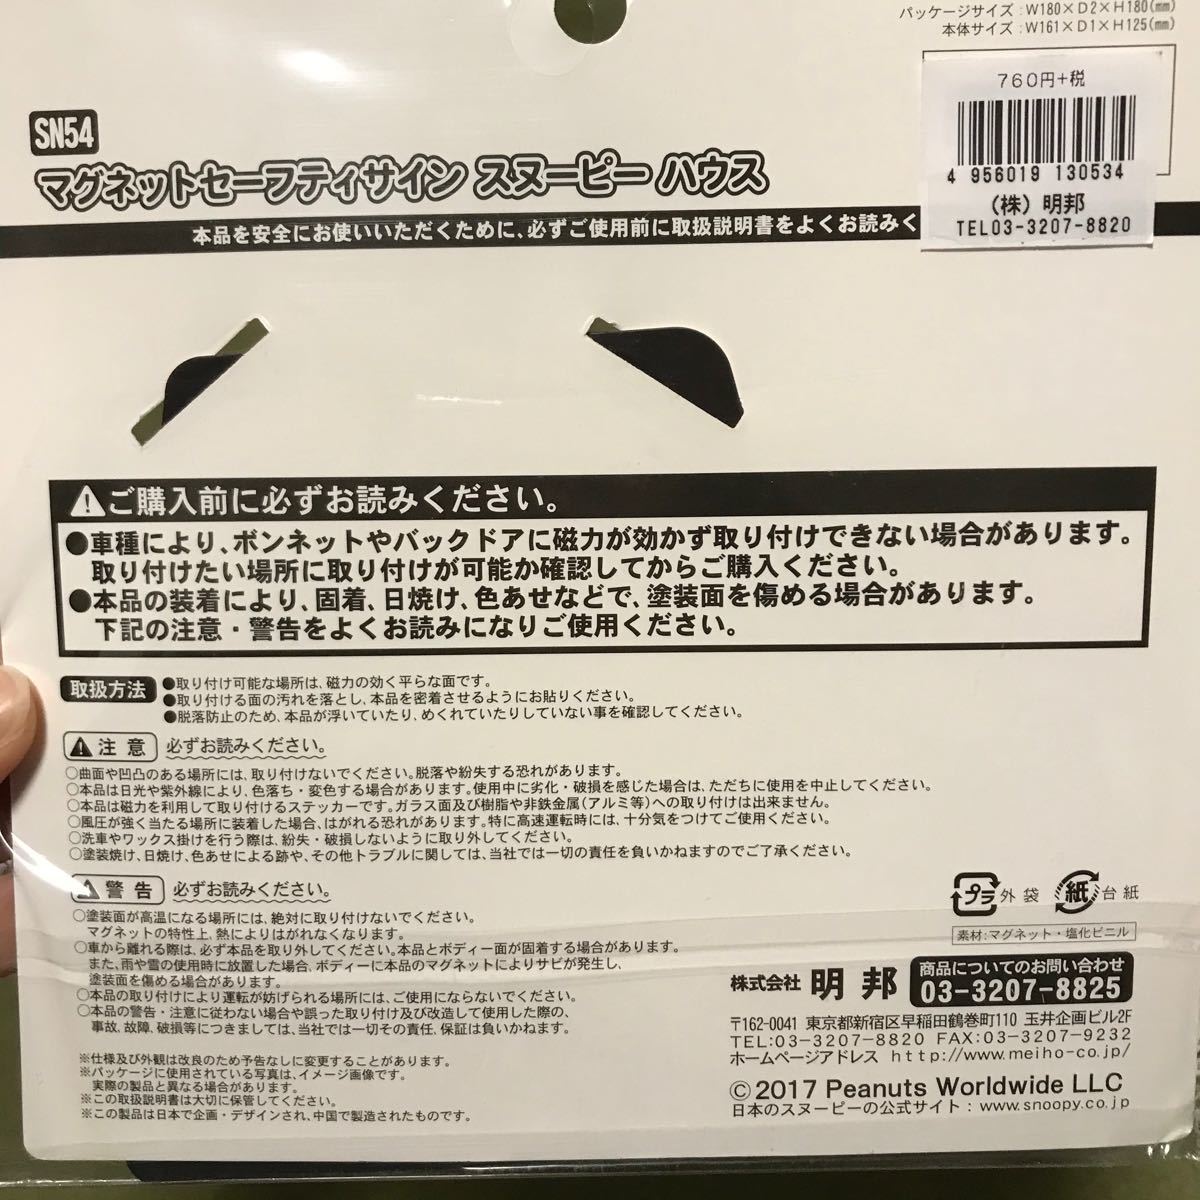 パッケージサイズ：W180×D2×H180(mm)
本体サイズ：W161×D1×H125(mm)
760円+税
4 956019 130534
(株)明邦
TEL03-3207-8820
SN54
マグネットセーフティサイン スヌーピー ハウス
本品を安全にお使いいただくために、必ずご使用前に取扱説明書をよくお読みく
⚠ご購入前に必ずお読みください。
●車種により、ボンネットやバックドアに磁力が効かず取り付けできない場合があります。
取り付けたい場所に取り付けが可能か確認してからご購入ください。
●本品の装着により、固着、日焼け、色あせなどで、塗装面を傷める場合があります。
下記の注意・警告をよくお読みになりご使用ください。
取扱方法
●取り付け可能な場所は、磁力の効く平らな面です。
●取り付ける面の汚れを落とし、本品を密着させるようにお貼りください。
●脱落防止のため、本品が浮いていたり、めくれていたりしていない事を確認してください。
⚠注意 必ずお読みください。
○曲面や凹凸のある場所には、取り付けないでください。脱落や紛失する恐れがあります。
○本品は日光や紫外線により、色落ち・変色する場合があります。使用中に劣化・破損を感じた場合は、ただちに使用を中止してください。
○本品は磁力を利用して取り付けるステッカーです。ガラス面及び樹脂や非鉄金属(アルミ等)への取り付けは出来ません。
○風圧が強く当たる場所に装着した場合、はがれる恐れがあります。特に高速運転時には、十分気をつけてご使用ください。
○洗車やワックス掛けを行う際は、紛失・破損しないように取り外してください。
○塗装焼け、日焼け、色あせによる跡や、その他トラブルに関しては、当社では一切の責任を負いかねますのでご了承ください。
⚠警告 必ずお読みください。
○塗装面が高温になる場所には、絶対に取り付けないでください。
マグネットの特性上、熱によりはがれなくなります。
○車から離れる際は、必ず本品を取り外してください。本品とボディー面が固着する場合があります。
また、雨や雪の使用時に放置した場合、ボディーに本品のマグネットによりサビが発生し、
塗装面を傷める場合があります。
○本品の取り付けにより運転が妨げられる場所には、ご使用にならないでください。
○本品の警告・注意に従わない場合や誤った取り付け及び改造して使用した際の、
事故、故障、破損等につきましては、当社では一切その責任、保証は負いかねます。
※仕様及び外観は改良のため予告なしに変更することがあります。
※パッケージに使用されている写真は、イメージ画像です。
実際の製品と異なる場合があります。
※この取扱説明書は大切に保管してください。
※この製品は日本で企画・デザインされ、中国で製造されたものです。
プラ 外袋 紙 台紙
素材：マグネット・塩化ビニル
株式会社 明邦
商品についてのお問い合わせ
03-3207-8825
〒162-0041 東京都新宿区早稲田鶴巻町110 玉井企画ビル2F
TEL:03-3207-8820 FAX:03-3207-9232
ホームページアドレス http://www.meiho-co.jp/
©2017 Peanuts Worldwide LLC
日本のスヌーピーの公式サイト：www.snoopy.co.jp